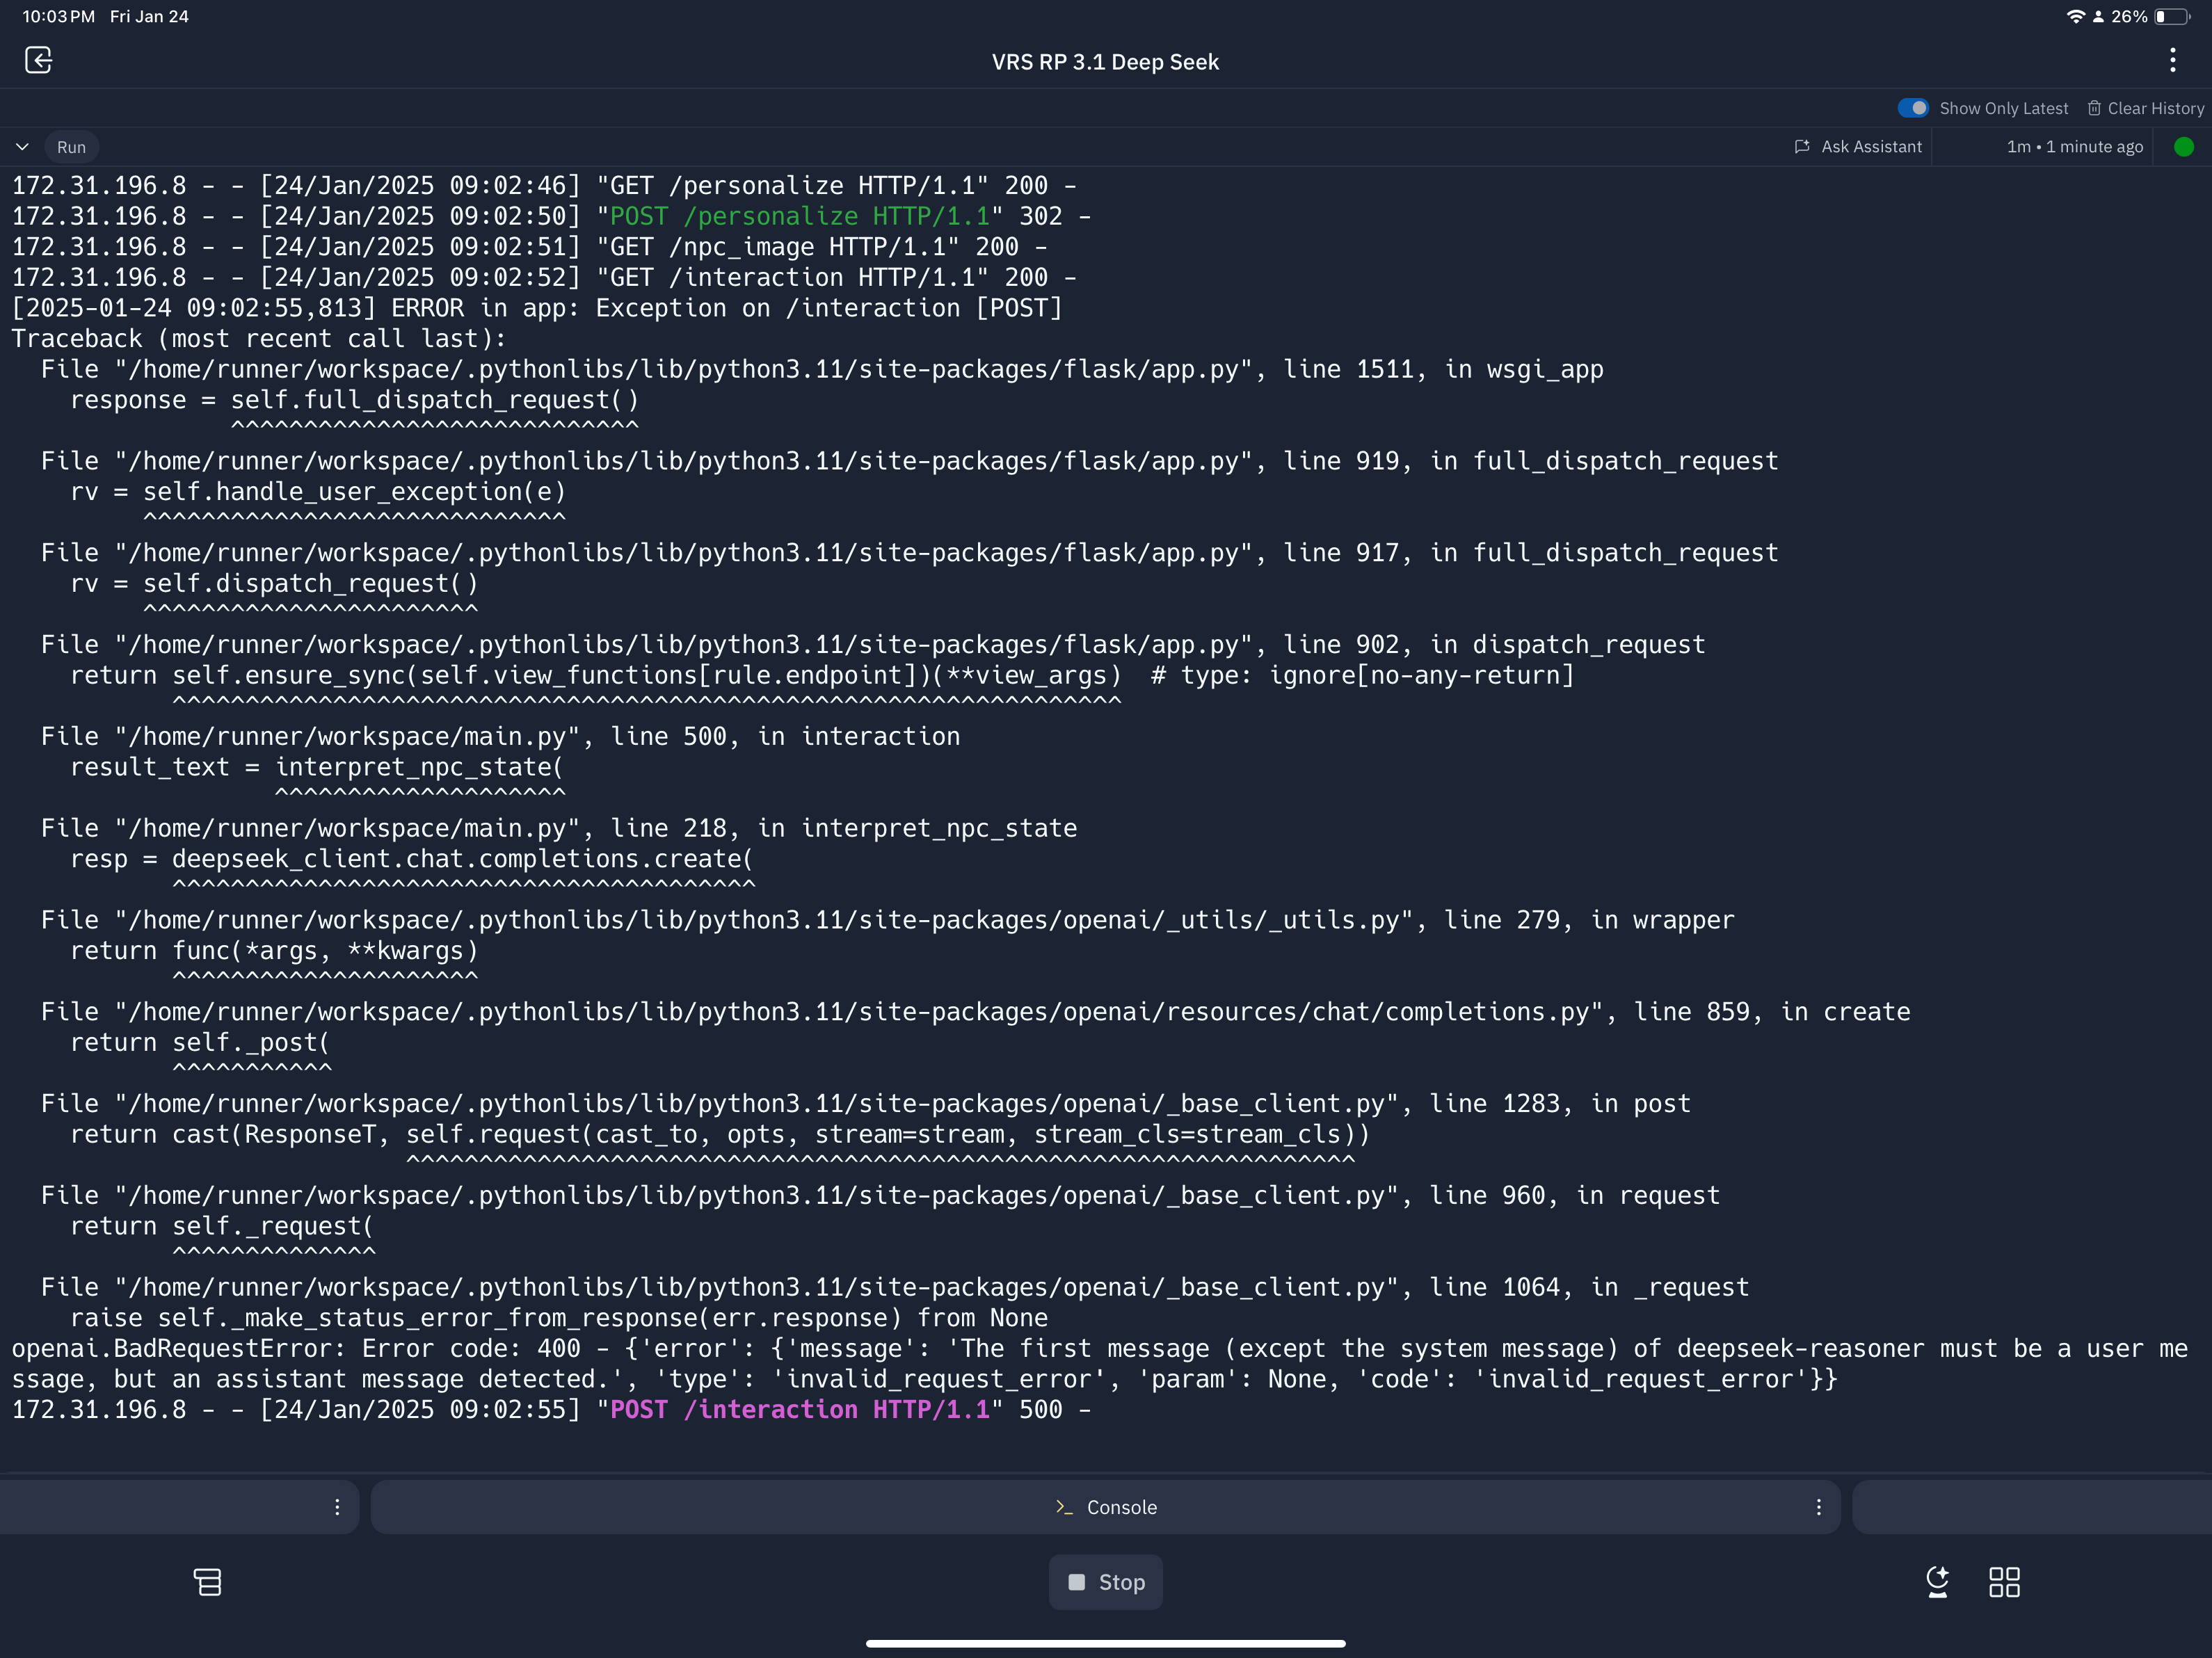 10:03 PM Fri Jan 24
26%
VRS RP 3.1 Deep Seek
Show Only Latest Clear History
Run Ask Assistant 1m • 1 minute ago
172.31.196.8 - - [24/Jan/2025 09:02:46] "GET /personalize HTTP/1.1" 200 -
172.31.196.8 - - [24/Jan/2025 09:02:50] "POST /personalize HTTP/1.1" 302 -
172.31.196.8 - - [24/Jan/2025 09:02:51] "GET /npc_image HTTP/1.1" 200 -
172.31.196.8 - - [24/Jan/2025 09:02:52] "GET /interaction HTTP/1.1" 200 -
[2025-01-24 09:02:55,813] ERROR in app: Exception on /interaction [POST]
Traceback (most recent call last):
  File "/home/runner/workspace/.pythonlibs/lib/python3.11/site-packages/flask/app.py", line 1511, in wsgi_app
    response = self.full_dispatch_request()
               ^^^^^^^^^^^^^^^^^^^^^^^^^^^^
  File "/home/runner/workspace/.pythonlibs/lib/python3.11/site-packages/flask/app.py", line 919, in full_dispatch_request
    rv = self.handle_user_exception(e)
         ^^^^^^^^^^^^^^^^^^^^^^^^^^^^^
  File "/home/runner/workspace/.pythonlibs/lib/python3.11/site-packages/flask/app.py", line 917, in full_dispatch_request
    rv = self.dispatch_request()
         ^^^^^^^^^^^^^^^^^^^^^^^
  File "/home/runner/workspace/.pythonlibs/lib/python3.11/site-packages/flask/app.py", line 902, in dispatch_request
    return self.ensure_sync(self.view_functions[rule.endpoint])(**view_args)  # type: ignore[no-any-return]
           ^^^^^^^^^^^^^^^^^^^^^^^^^^^^^^^^^^^^^^^^^^^^^^^^^^^^^^^^^^^^^^^^^
  File "/home/runner/workspace/main.py", line 500, in interaction
    result_text = interpret_npc_state(
                  ^^^^^^^^^^^^^^^^^^^^
  File "/home/runner/workspace/main.py", line 218, in interpret_npc_state
    resp = deepseek_client.chat.completions.create(
           ^^^^^^^^^^^^^^^^^^^^^^^^^^^^^^^^^^^^^^^^
  File "/home/runner/workspace/.pythonlibs/lib/python3.11/site-packages/openai/_utils/_utils.py", line 279, in wrapper
    return func(*args, **kwargs)
           ^^^^^^^^^^^^^^^^^^^^^
  File "/home/runner/workspace/.pythonlibs/lib/python3.11/site-packages/openai/resources/chat/completions.py", line 859, in create
    return self._post(
           ^^^^^^^^^^^
  File "/home/runner/workspace/.pythonlibs/lib/python3.11/site-packages/openai/_base_client.py", line 1283, in post
    return cast(ResponseT, self.request(cast_to, opts, stream=stream, stream_cls=stream_cls))
                           ^^^^^^^^^^^^^^^^^^^^^^^^^^^^^^^^^^^^^^^^^^^^^^^^^^^^^^^^^^^^^^^^^
  File "/home/runner/workspace/.pythonlibs/lib/python3.11/site-packages/openai/_base_client.py", line 960, in request
    return self._request(
           ^^^^^^^^^^^^^^
  File "/home/runner/workspace/.pythonlibs/lib/python3.11/site-packages/openai/_base_client.py", line 1064, in _request
    raise self._make_status_error_from_response(err.response) from None
openai.BadRequestError: Error code: 400 - {'error': {'message': 'The first message (except the system message) of deepseek-reasoner must be a user me
ssage, but an assistant message detected.', 'type': 'invalid_request_error', 'param': None, 'code': 'invalid_request_error'}}
172.31.196.8 - - [24/Jan/2025 09:02:55] "POST /interaction HTTP/1.1" 500 -
Console
Stop